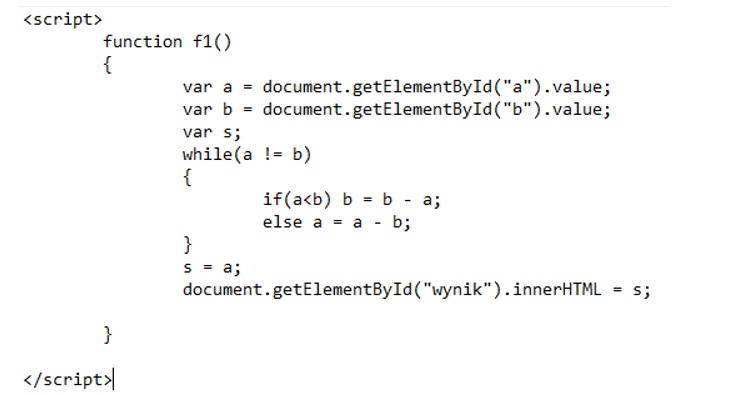 <script>
function f1()
{
var a = document.getElementById("a").value;
var b = document.getElementById("b").value;
var s;
while(a != b)
{
if(a<b) b = b - a;
else a = a - b;
}
s = a;
document.getElementById("wynik").innerHTML = s;
}
</script>